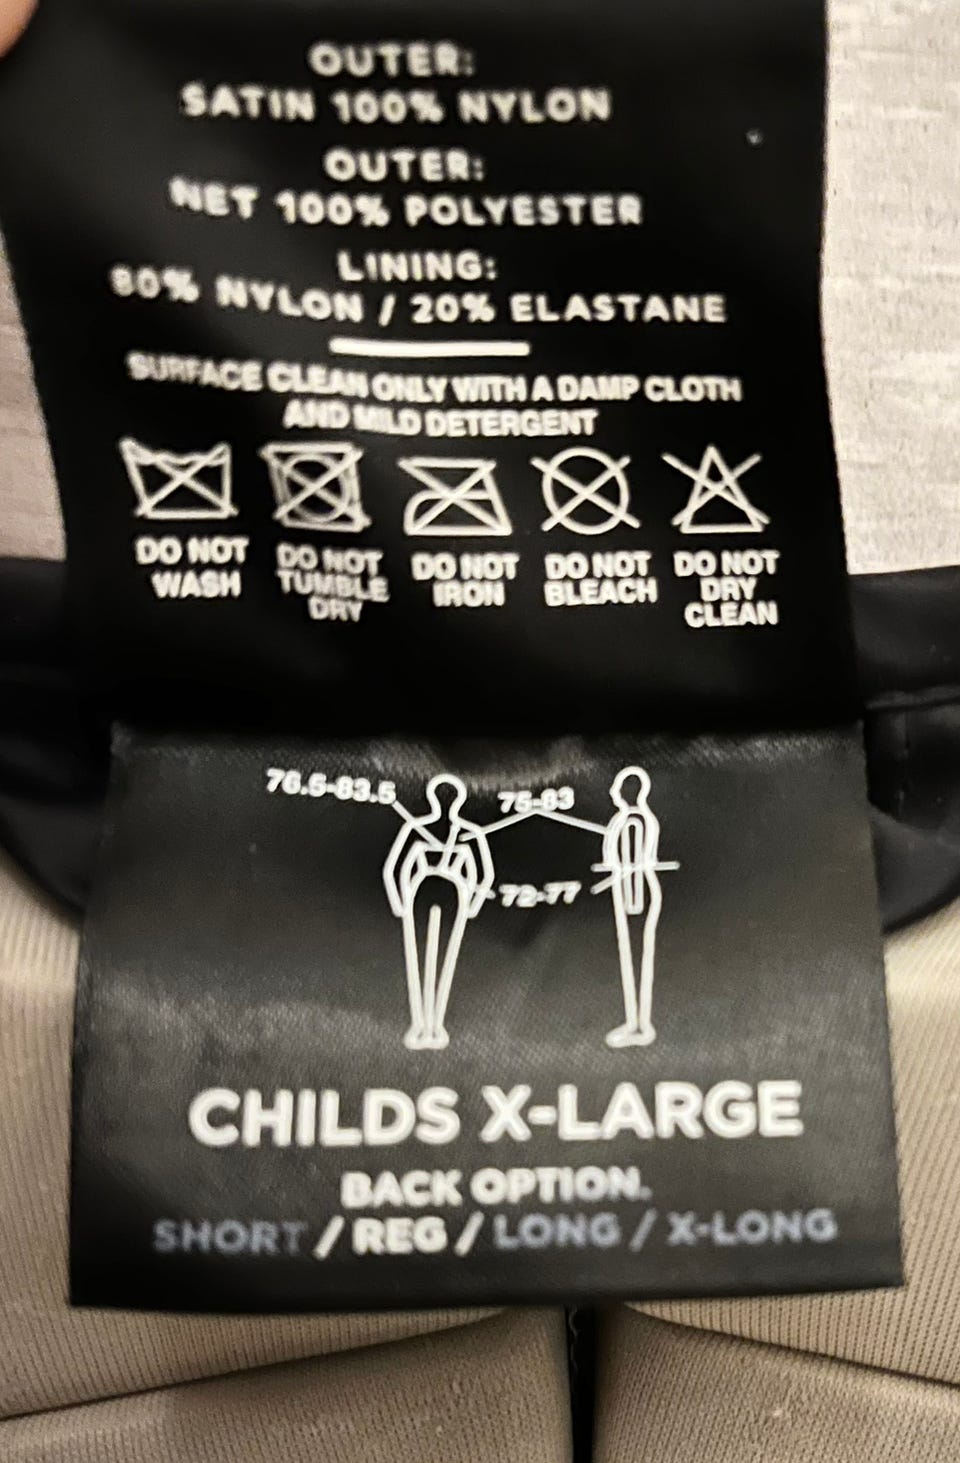 OUTER:
SATIN 100% NYLON
OUTER:
NET 100% POLYESTER
LINING:
80% NYLON / 20% ELASTANE
SURFACE CLEAN ONLY WITH A DAMP CLOTH
AND MILD DETERGENT
DO NOT WASH
DO NOT TUMBLE DRY
DO NOT IRON
DO NOT BLEACH
DO NOT DRY CLEAN
76.5-83.5
75-83
72-77
CHILDS X-LARGE
BACK OPTION.
SHORT / REG / LONG / X-LONG